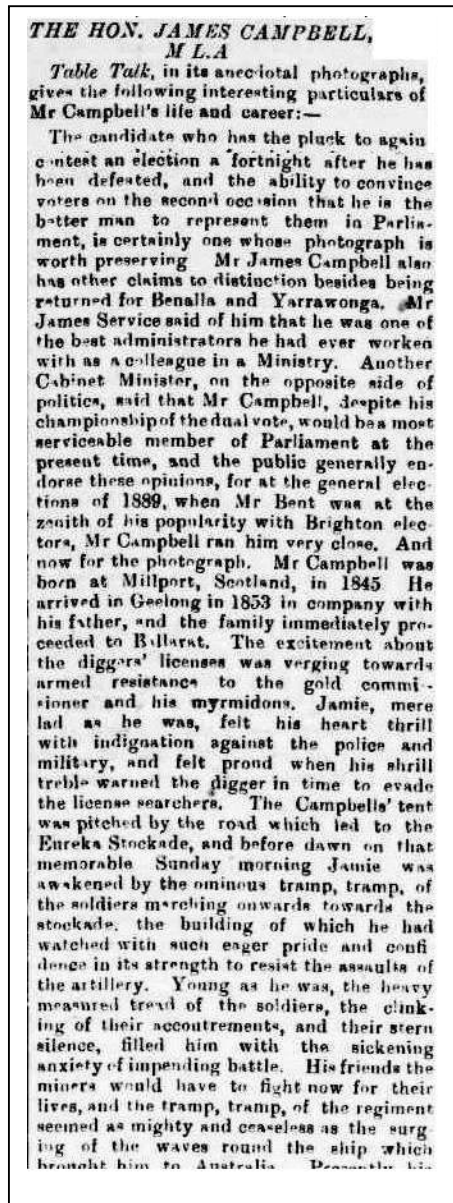 THE HON. JAMES CAMPBELL,
M L.A
Table Talk, in its anecdotal photographs,
gives the following interesting particulars of
Mr Campbell's life and career:—
The candidate who has the pluck to again
contest an election a fortnight after he has
been defeated, and the ability to convince
voters on the second occasion that he is the
better man to represent them in Parlia-
ment, is certainly one whose photograph is
worth preserving Mr James Campbell also
has other claims to distinction besides being
returned for Benalla and Yarrawonga. Mr
James Service said of him that he was one of
the best administrators he had ever worked
with as a colleague in a Ministry. Another
Cabinet Minister, on the opposite side of
politics, said that Mr Campbell, despite his
championship of the dual vote, would be a most
serviceable member of Parliament at the
present time, and the public generally en-
dorse these opinions, for at the general elec-
tions of 1889, when Mr Bent was at the
zenith of his popularity with Brighton elec-
tors, Mr Campbell ran him very close. And
now for the photograph. Mr Campbell was
born at Millport, Scotland, in 1845 He
arrived in Geelong in 1853 in company with
his father, and the family immediately pro-
ceeded to Ballarat. The excitement about
the diggers' licenses was verging towards
armed resistance to the gold commis-
sioner and his myrmidons. Jamie, mere
lad as he was, felt his heart thrill
with indignation against the police and
military, and felt proud when his shrill
treble warned the digger in time to evade
the license searchers. The Campbells' tent
was pitched by the road which led to the
Eureka Stockade, and before dawn on that
memorable Sunday morning Jamie was
awakened by the ominous tramp, tramp, of
the soldiers marching onwards towards the
stockade, the building of which he had
watched with such eager pride and confi
dence in its strength to resist the assaults of
the artillery. Young as he was, the heavy
measured tread of the soldiers, the clink-
ing of their accoutrements, and their stern
silence, filled him with the sickening
anxiety of impending battle. His friends the
miners would have to fight now for their
lives, and the tramp, tramp, of the regiment
seemed as mighty and ceaseless as the surg
ing of the waves round the ship which
brought him to Australia. Presently his